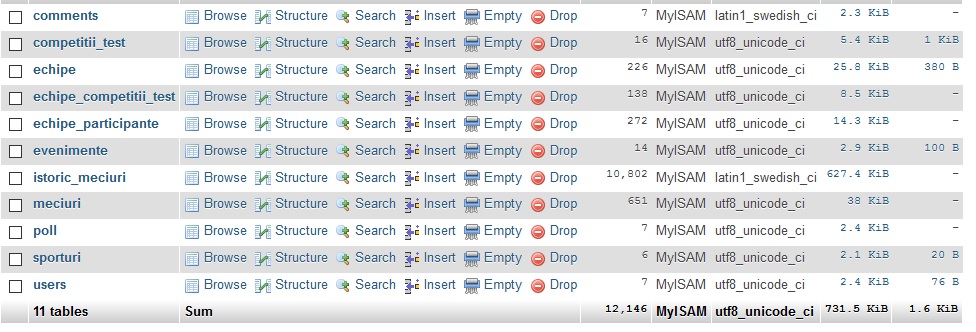 comments Browse Structure Search Insert Empty Drop 7 MyISAM latin1_swedish_ci 2.3 KiB -
competitii_test Browse Structure Search Insert Empty Drop 16 MyISAM utf8_unicode_ci 5.4 KiB 1 KiB
echipe Browse Structure Search Insert Empty Drop 226 MyISAM utf8_unicode_ci 25.8 KiB 380 B
echipe_competitii_test Browse Structure Search Insert Empty Drop 138 MyISAM utf8_unicode_ci 8.5 KiB -
echipe_participante Browse Structure Search Insert Empty Drop 272 MyISAM utf8_unicode_ci 14.3 KiB -
evenimente Browse Structure Search Insert Empty Drop 14 MyISAM utf8_unicode_ci 2.9 KiB 100 B
istoric_meciuri Browse Structure Search Insert Empty Drop 10,802 MyISAM latin1_swedish_ci 627.4 KiB -
meciuri Browse Structure Search Insert Empty Drop 651 MyISAM utf8_unicode_ci 38 KiB -
poll Browse Structure Search Insert Empty Drop 7 MyISAM utf8_unicode_ci 2.4 KiB -
sporturi Browse Structure Search Insert Empty Drop 6 MyISAM utf8_unicode_ci 2.1 KiB 20 B
users Browse Structure Search Insert Empty Drop 7 MyISAM utf8_unicode_ci 2.4 KiB 76 B
11 tables Sum 12,146 MyISAM utf8_unicode_ci 731.5 KiB 1.6 KiB